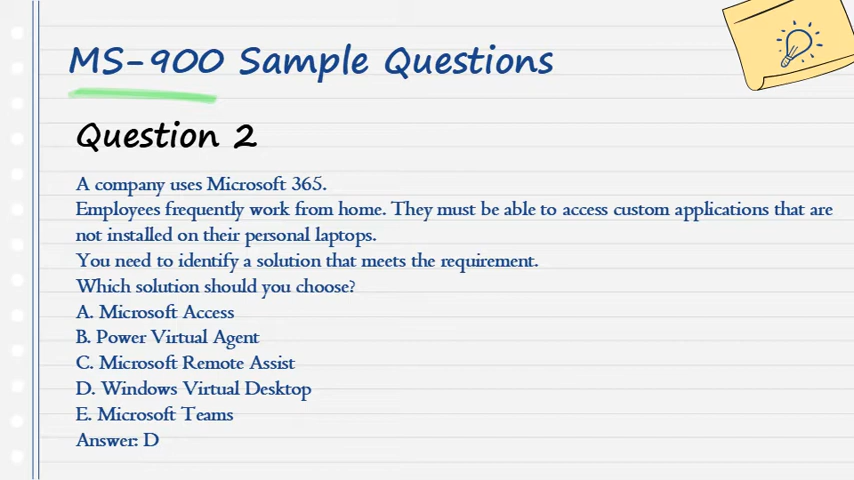 MS-900 Sample Questions
Question 2
A company uses Microsoft 365.
Employees frequently work from home. They must be able to access custom applications that are
not installed on their personal laptops.
You need to identify a solution that meets the requirement.
Which solution should you choose?
A. Microsoft Access
B. Power Virtual Agent
C. Microsoft Remote Assist
D. Windows Virtual Desktop
E. Microsoft Teams
Answer: D